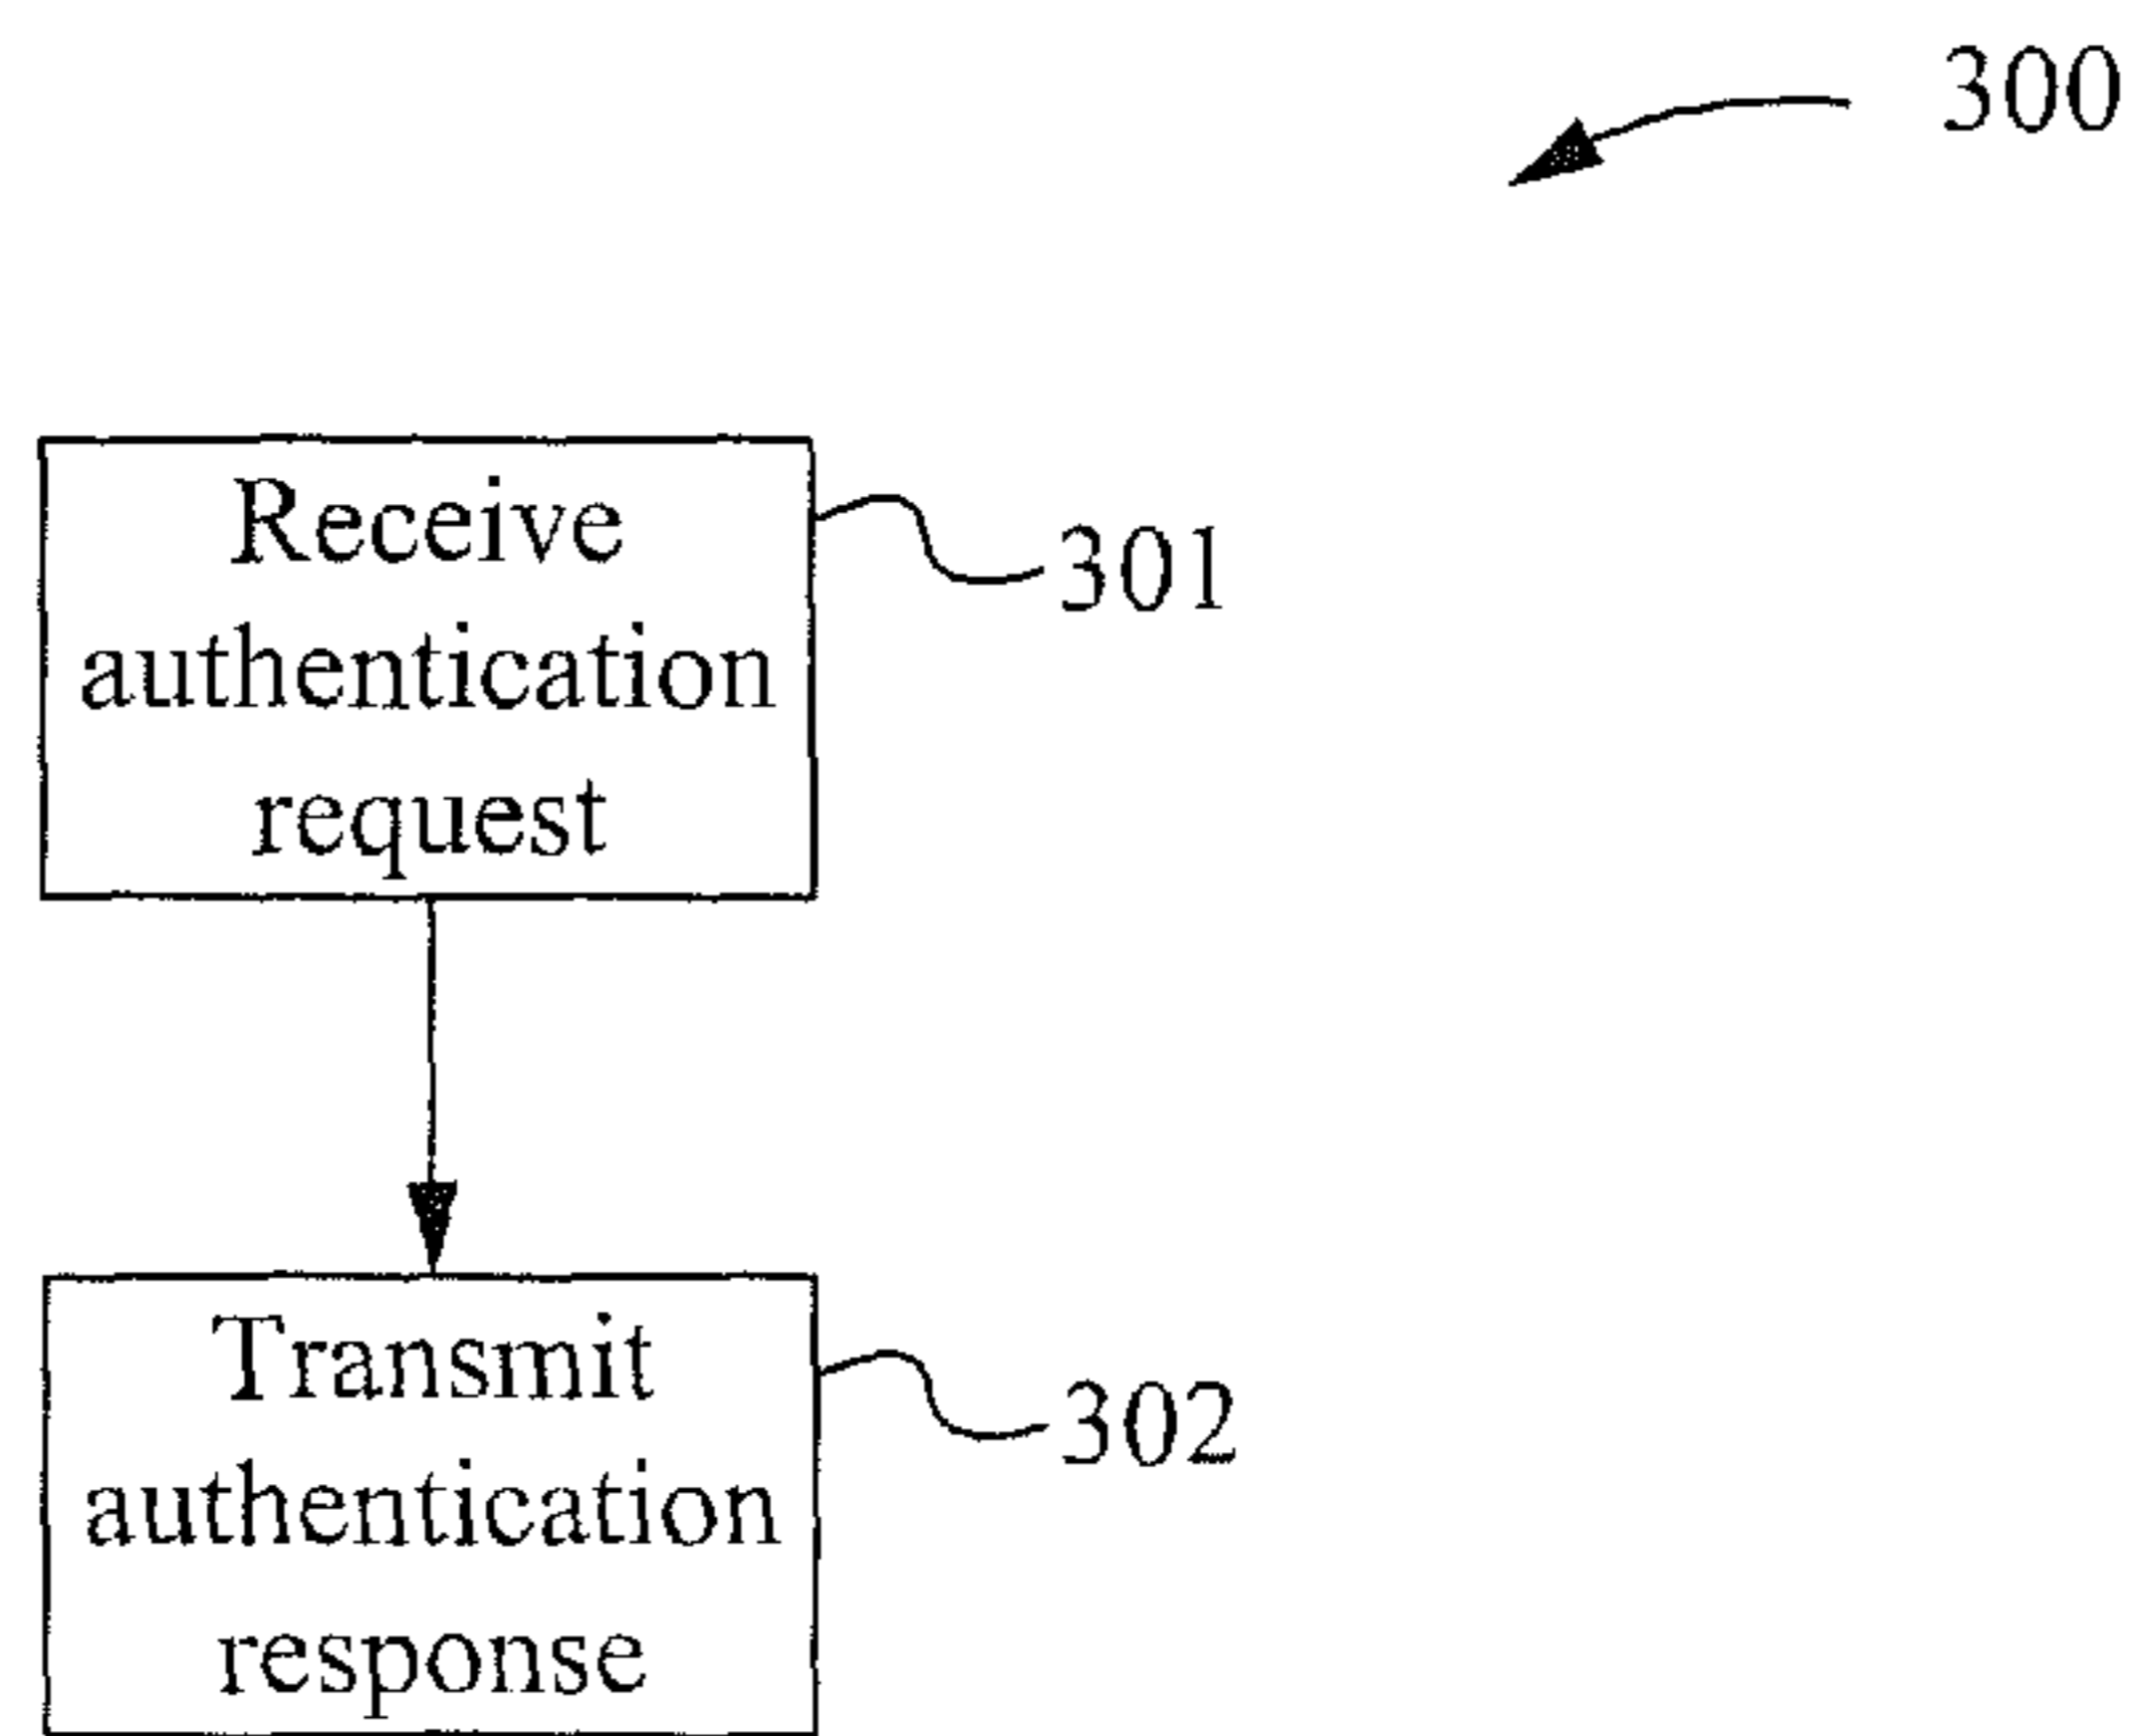 300
Receive
authentication
request
301
Transmit
authentication
response
302